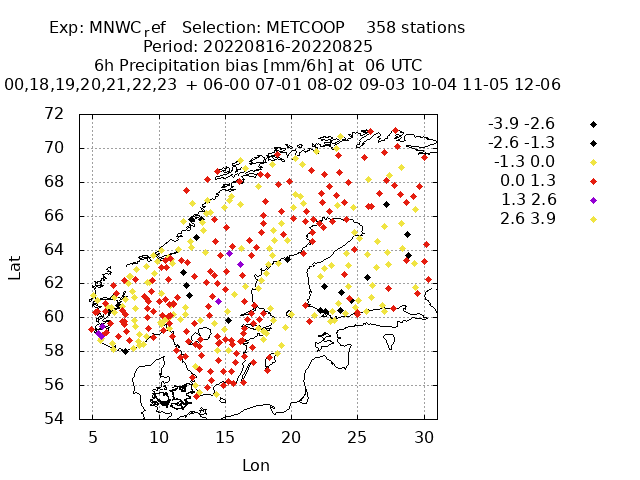 Exp: MNWC_ref   Selection: METCOOP    358 stations
Period: 20220816-20220825
6h Precipitation bias [mm/6h] at  06 UTC
00,18,19,20,21,22,23  + 06-00 07-01 08-02 09-03 10-04 11-05 12-06
-3.9 -2.6
-2.6 -1.3
-1.3 0.0
0.0 1.3
1.3 2.6
2.6 3.9
72
70
68
66
64
62
60
58
56
54
Lat
5 10 15 20 25 30
Lon